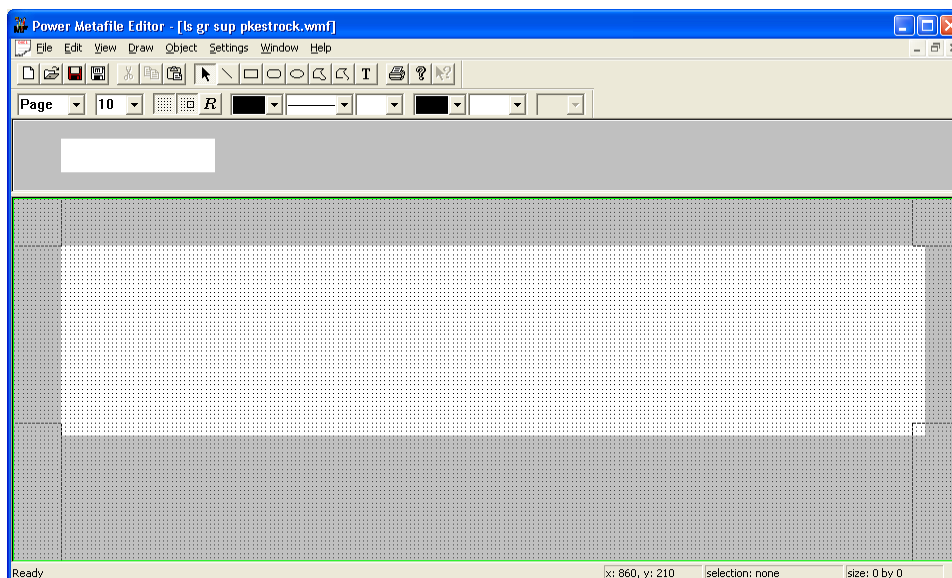 Power Metafile Editor - [ls gr sup pkestrock.wmf]
File Edit View Draw Object Settings Window Help
T ? ?
Page 10 R
Ready x: 860, y: 210 selection: none size: 0 by 0